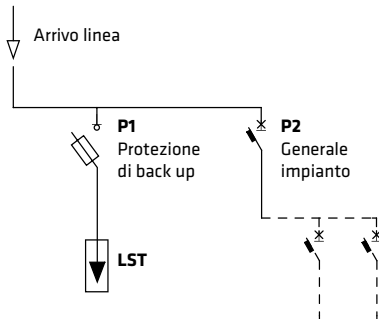 Arrivo linea
P1
Protezione
di back up
P2
Generale
impianto
LST